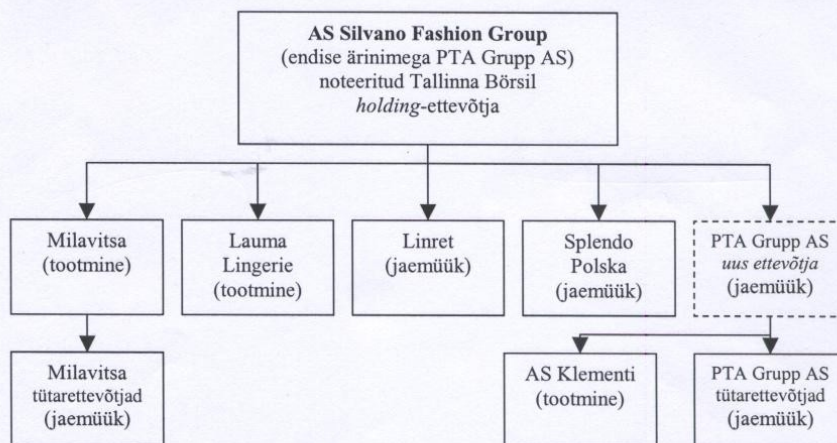 AS Silvano Fashion Group
(endise ärinimega PTA Grupp AS)
noteeritud Tallinna Börsil
holding-ettevõtja
Milavitsa
(tootmine)
Lauma
Lingerie
(tootmine)
Linret
(jaemüük)
Splendo
Polska
(jaemüük)
PTA Grupp AS
uus ettevõtja
(jaemüük)
Milavitsa
tütarettevõtjad
(jaemüük)
AS Klementi
(tootmine)
PTA Grupp AS
tütarettevõtjad
(jaemüük)